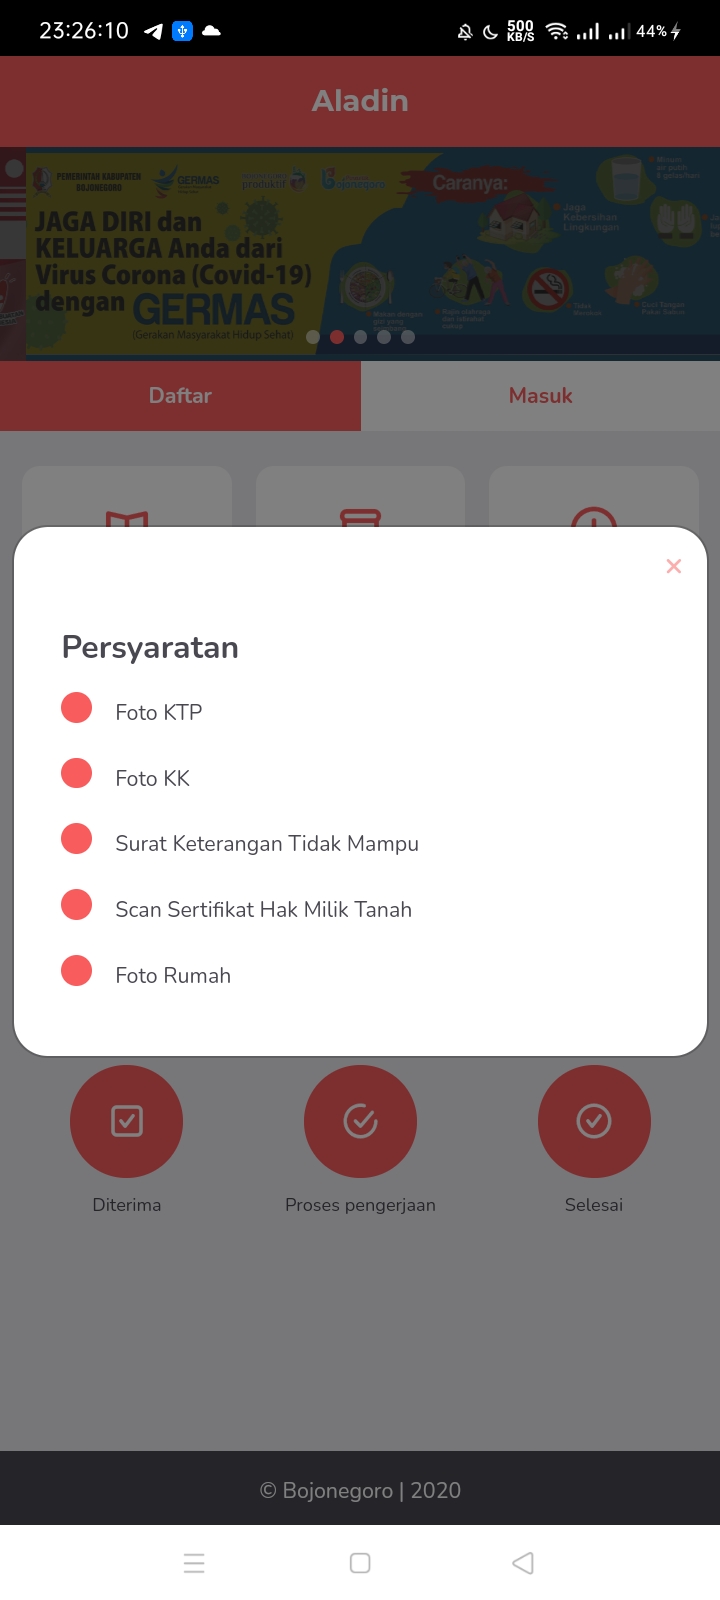 23:26:10
500 KB/S
44%
Aladin
PEMERINTAH KABUPATEN
BOJONEGORO
GERMAS
produktif
Bojonegoro
Caranya:
JAGA DIRI dan
KELUARGA Anda dari
Virus Corona (Covid-19)
dengan GERMAS
(Gerakan Masyarakat Hidup Sehat)
Jaga
Kebersihan
Lingkungan
Daftar
Masuk
Persyaratan
Foto KTP
Foto KK
Surat Keterangan Tidak Mampu
Scan Sertifikat Hak Milik Tanah
Foto Rumah
Diterima
Proses pengerjaan
Selesai
© Bojonegoro | 2020